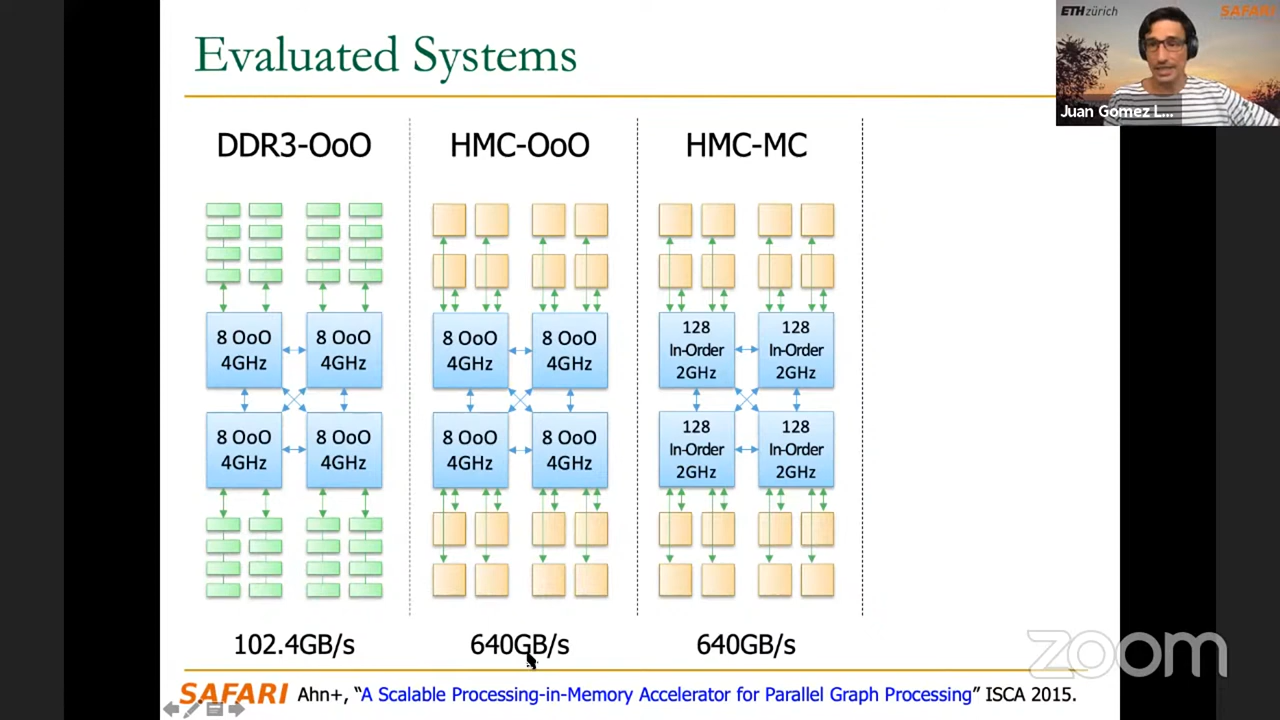 Evaluated Systems
ETH zürich
SAFARI
Juan Gomez L...
DDR3-OoO
HMC-OoO
HMC-MC
8 OoO
4GHz
8 OoO
4GHz
8 OoO
4GHz
8 OoO
4GHz
8 OoO
4GHz
8 OoO
4GHz
8 OoO
4GHz
8 OoO
4GHz
128
In-Order
2GHz
128
In-Order
2GHz
128
In-Order
2GHz
128
In-Order
2GHz
102.4GB/s
640GB/s
640GB/s
zoom
SAFARI Ahn+, “A Scalable Processing-in-Memory Accelerator for Parallel Graph Processing” ISCA 2015.